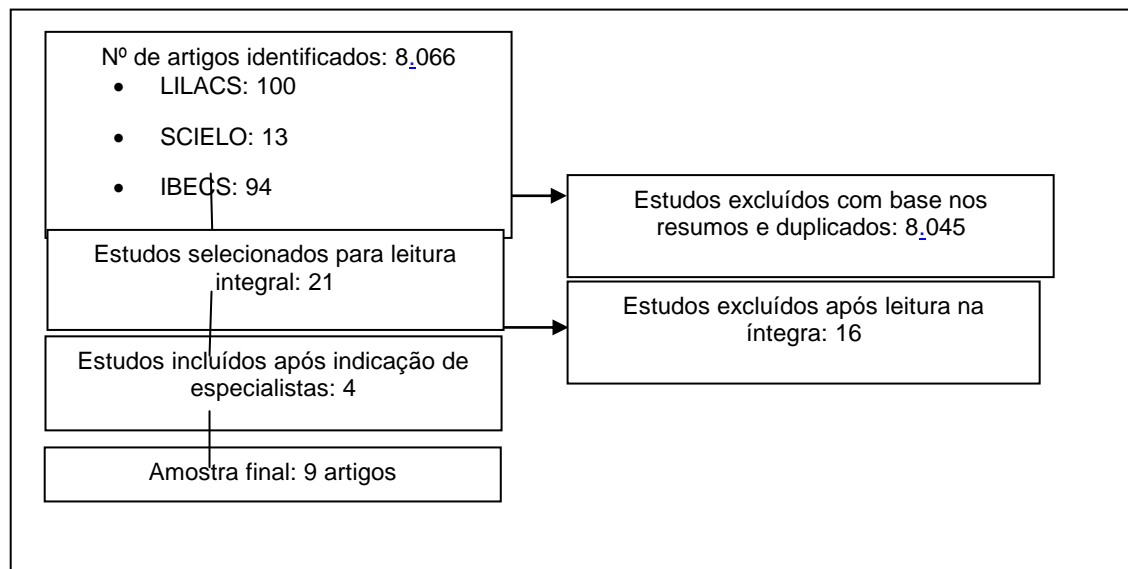 Nº de artigos identificados: 8.066
• LILACS: 100
• SCIELO: 13
• IBECS: 94
Estudos excluídos com base nos
resumos e duplicados: 8.045
Estudos selecionados para leitura
integral: 21
Estudos excluídos após leitura na
íntegra: 16
Estudos incluídos após indicação de
especialistas: 4
Amostra final: 9 artigos